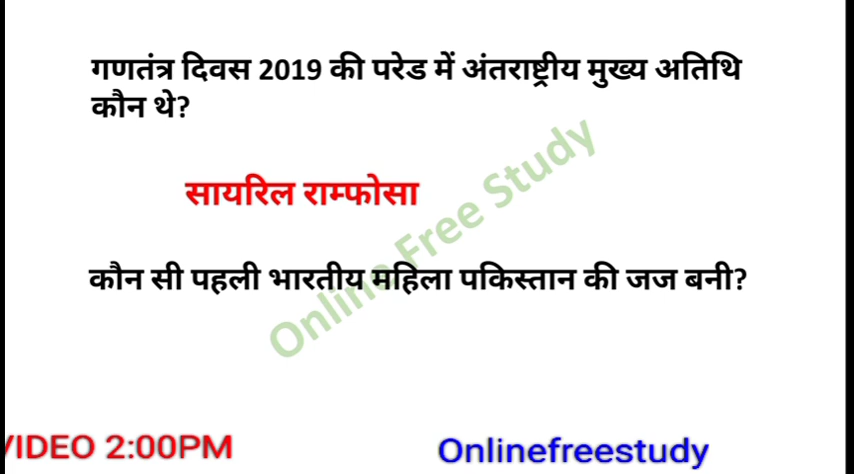 गणतंत्र दिवस 2019 की परेड में अंतराष्ट्रीय मुख्य अतिथि
कौन थे?
सायरिल राम्फोसा
Online Free Study
कौन सी पहली भारतीय महिला पकिस्तान की जज बनी?
VIDEO 2:00PM
Onlinefreestudy